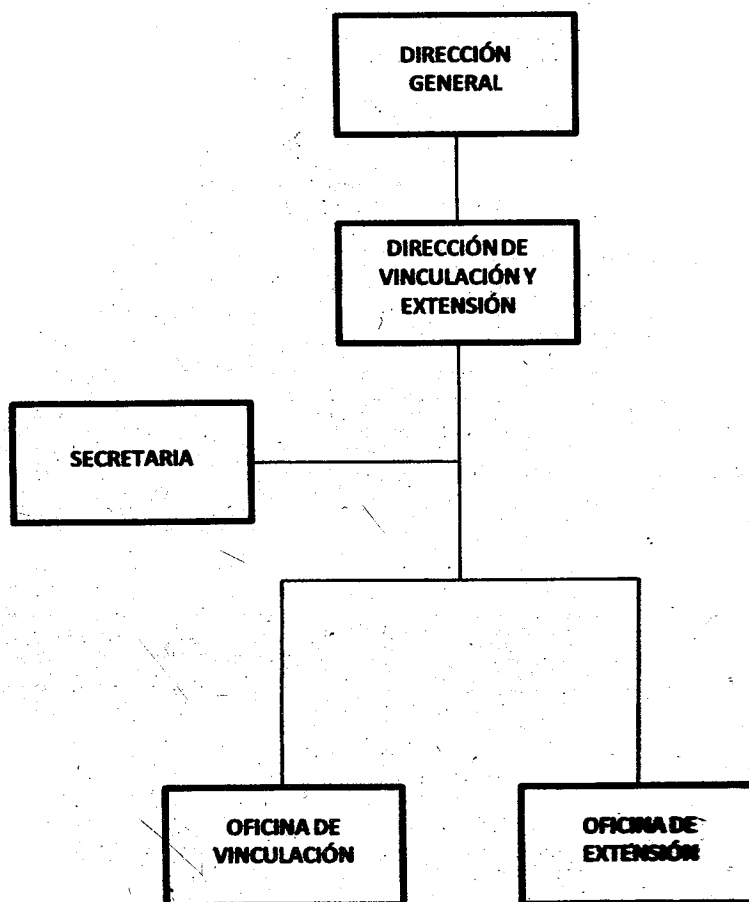 DIRECCIÓN
GENERAL
DIRECCIÓN DE
VINCULACIÓN Y
EXTENSIÓN
SECRETARIA
OFICINA DE
VINCULACIÓN
OFICINA DE
EXTENSIÓN